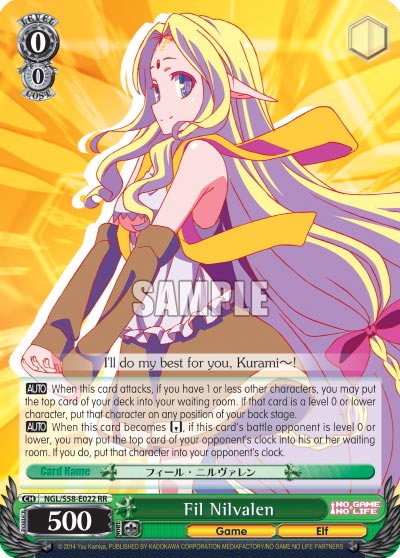 LEVEL
0
0
COST
SAMPLE
I'll do my best for you, Kurami~!
AUTO When this card attacks, if you have 1 or less other characters, you may put
the top card of your deck into your waiting room. If that card is a level 0 or lower
character, put that character on any position of your back stage.
AUTO When this card becomes [], if this card's battle opponent is level 0 or
lower, you may put the top card of your opponent's clock into his or her waiting
room. If you do, put that character into your opponent's clock.
Card Name フィール・ニルヴァレン
CH NGL/S58-E022 RR
POWER 500 SOUL
Fil Nilvalen
Game Elf
NO GAME
NO LIFE
© 2014 Yuu Kamiya, PUBLISHED BY KADOKAWA CORPORATION MEDIA FACTORY/NO GAME NO LIFE PARTNERS